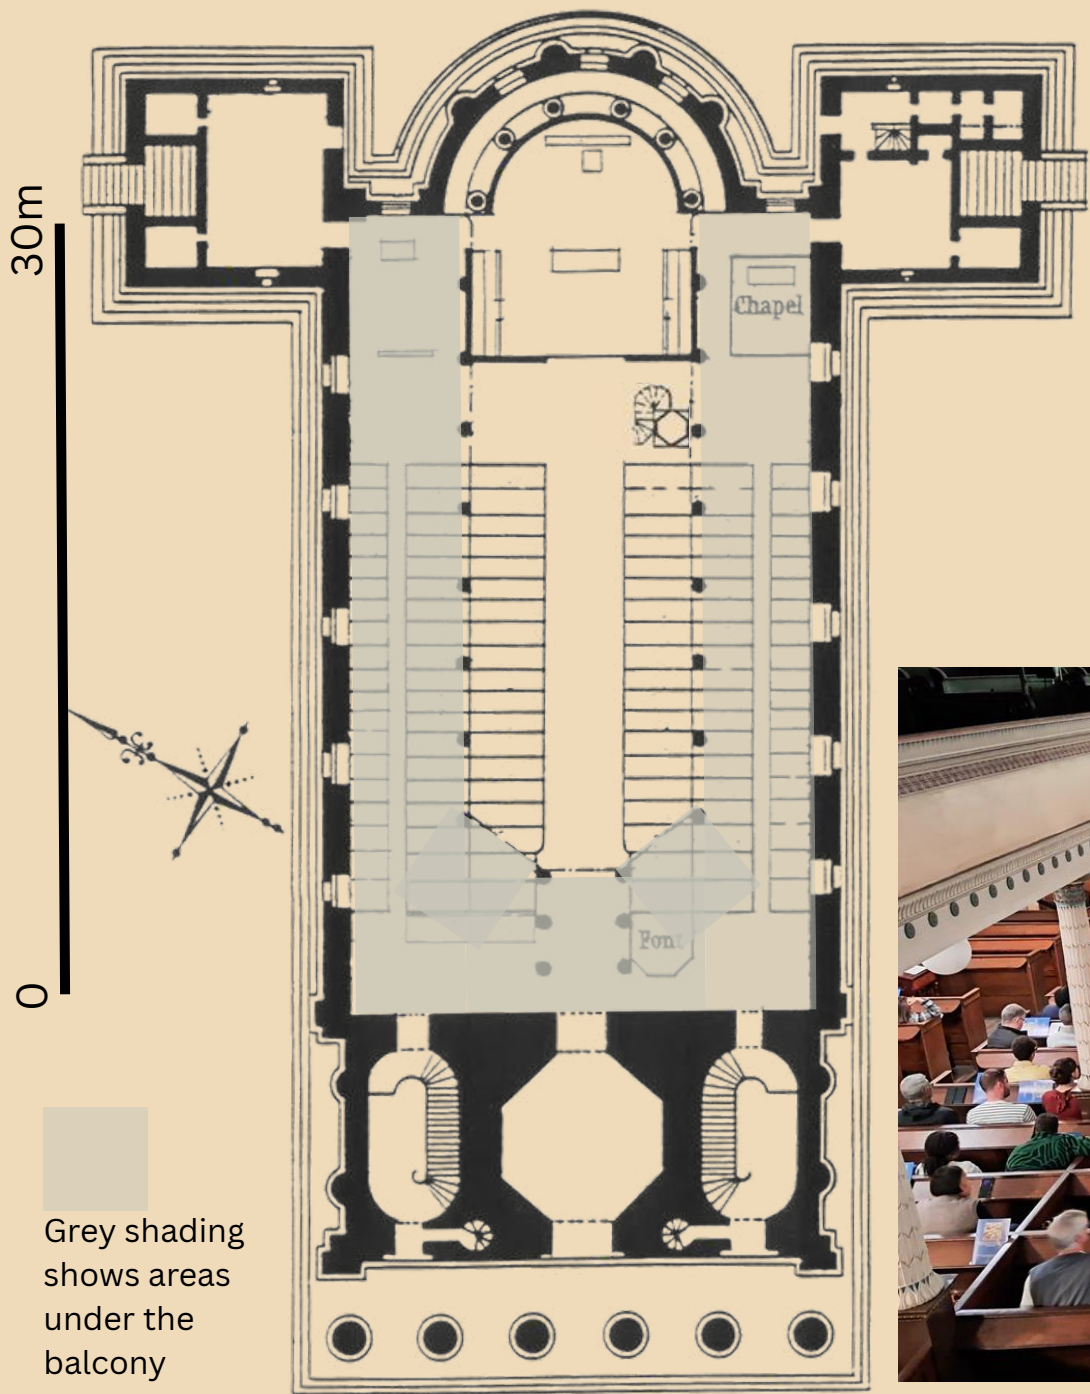 30m
Chapel
Font
0
Grey shading
shows areas
under the
balcony